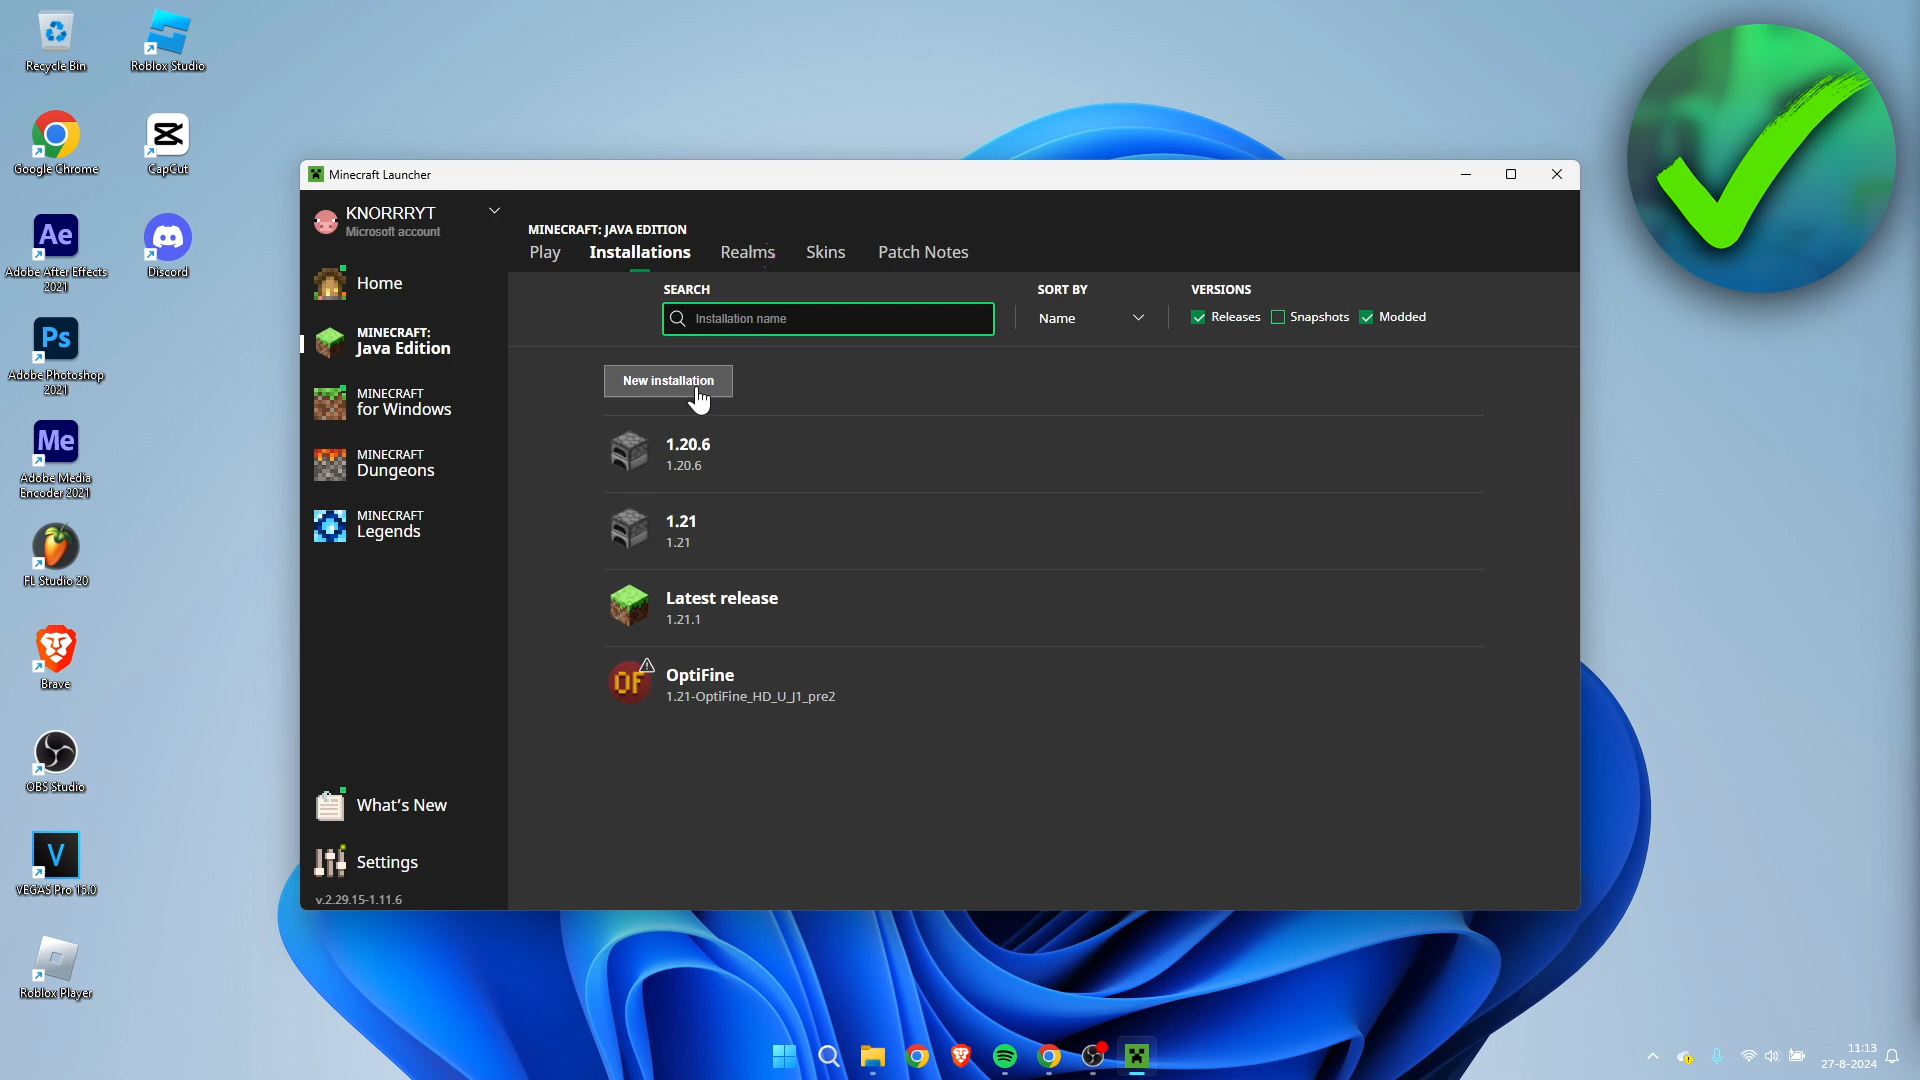 Recycle Bin
Roblox Studio
Google Chrome
CapCut
Ae
Adobe After Effects
2021
Discord
Ps
Adobe Photoshop
2021
Me
Adobe Media
Encoder 2021
FL Studio 20
Brave
OBS Studio
V
VEGAS Pro 15.0
Roblox Player
Minecraft Launcher
KNORRRYT
Microsoft account
Home
MINECRAFT:
Java Edition
MINECRAFT
for Windows
MINECRAFT
Dungeons
MINECRAFT
Legends
What's New
Settings
v.2.29.15-1.11.6
MINECRAFT: JAVA EDITION
Play Installations Realms Skins Patch Notes
SEARCH SORT BY VERSIONS
Installation name Name Releases Snapshots Modded
New installation
1.20.6
1.20.6
1.21
1.21
Latest release
1.21.1
OF
OptiFine
1.21-OptiFine_HD_U_J1_pre2
11:13
27-8-2024